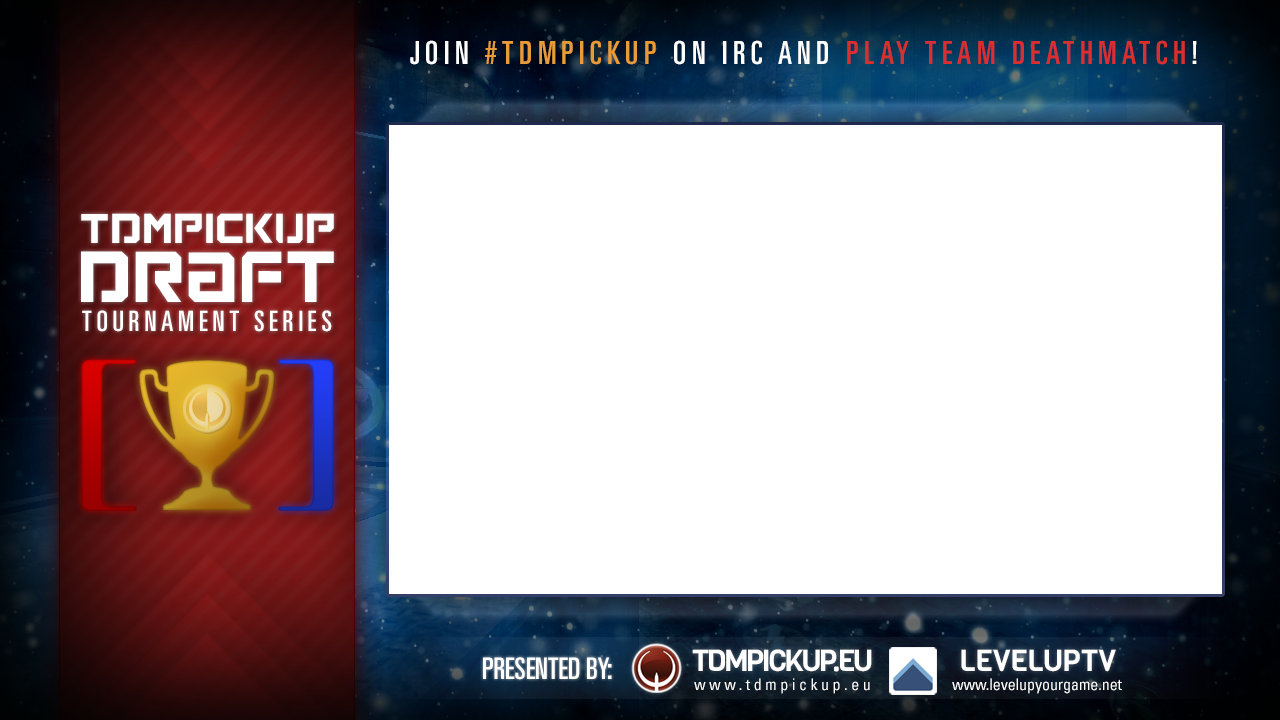 JOIN #TDMPICKUP ON IRC AND PLAY TEAM DEATHMATCH!
TDMPICKUP
DRAFT
TOURNAMENT SERIES
PRESENTED BY:
TDMPICKUP.EU
www.tdmpickup.eu
LEVELUPTV
www.levelupyourgame.net